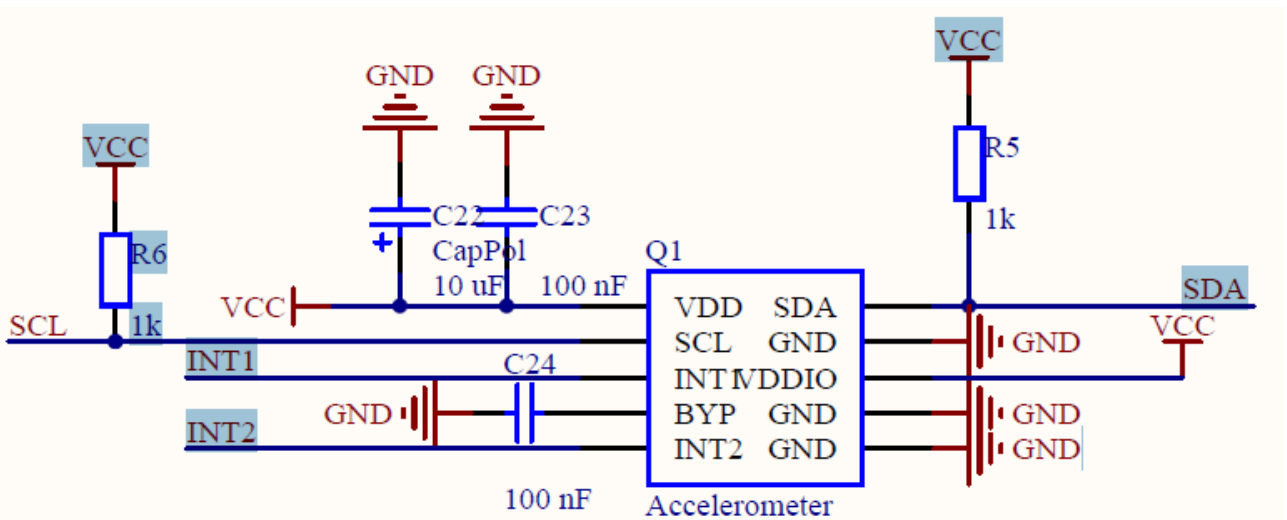 VCC
GND GND
VCC
R5
R6
C22 C23
1k
CapPol
Q1
VCC
10 uF 100 nF
VDD SDA
SDA
SCL
1k
SCL GND
GND
VCC
INT1
C24
INT1 VDDIO
GND
BYP GND
GND
INT2
INT2 GND
GND
100 nF
Accelerometer